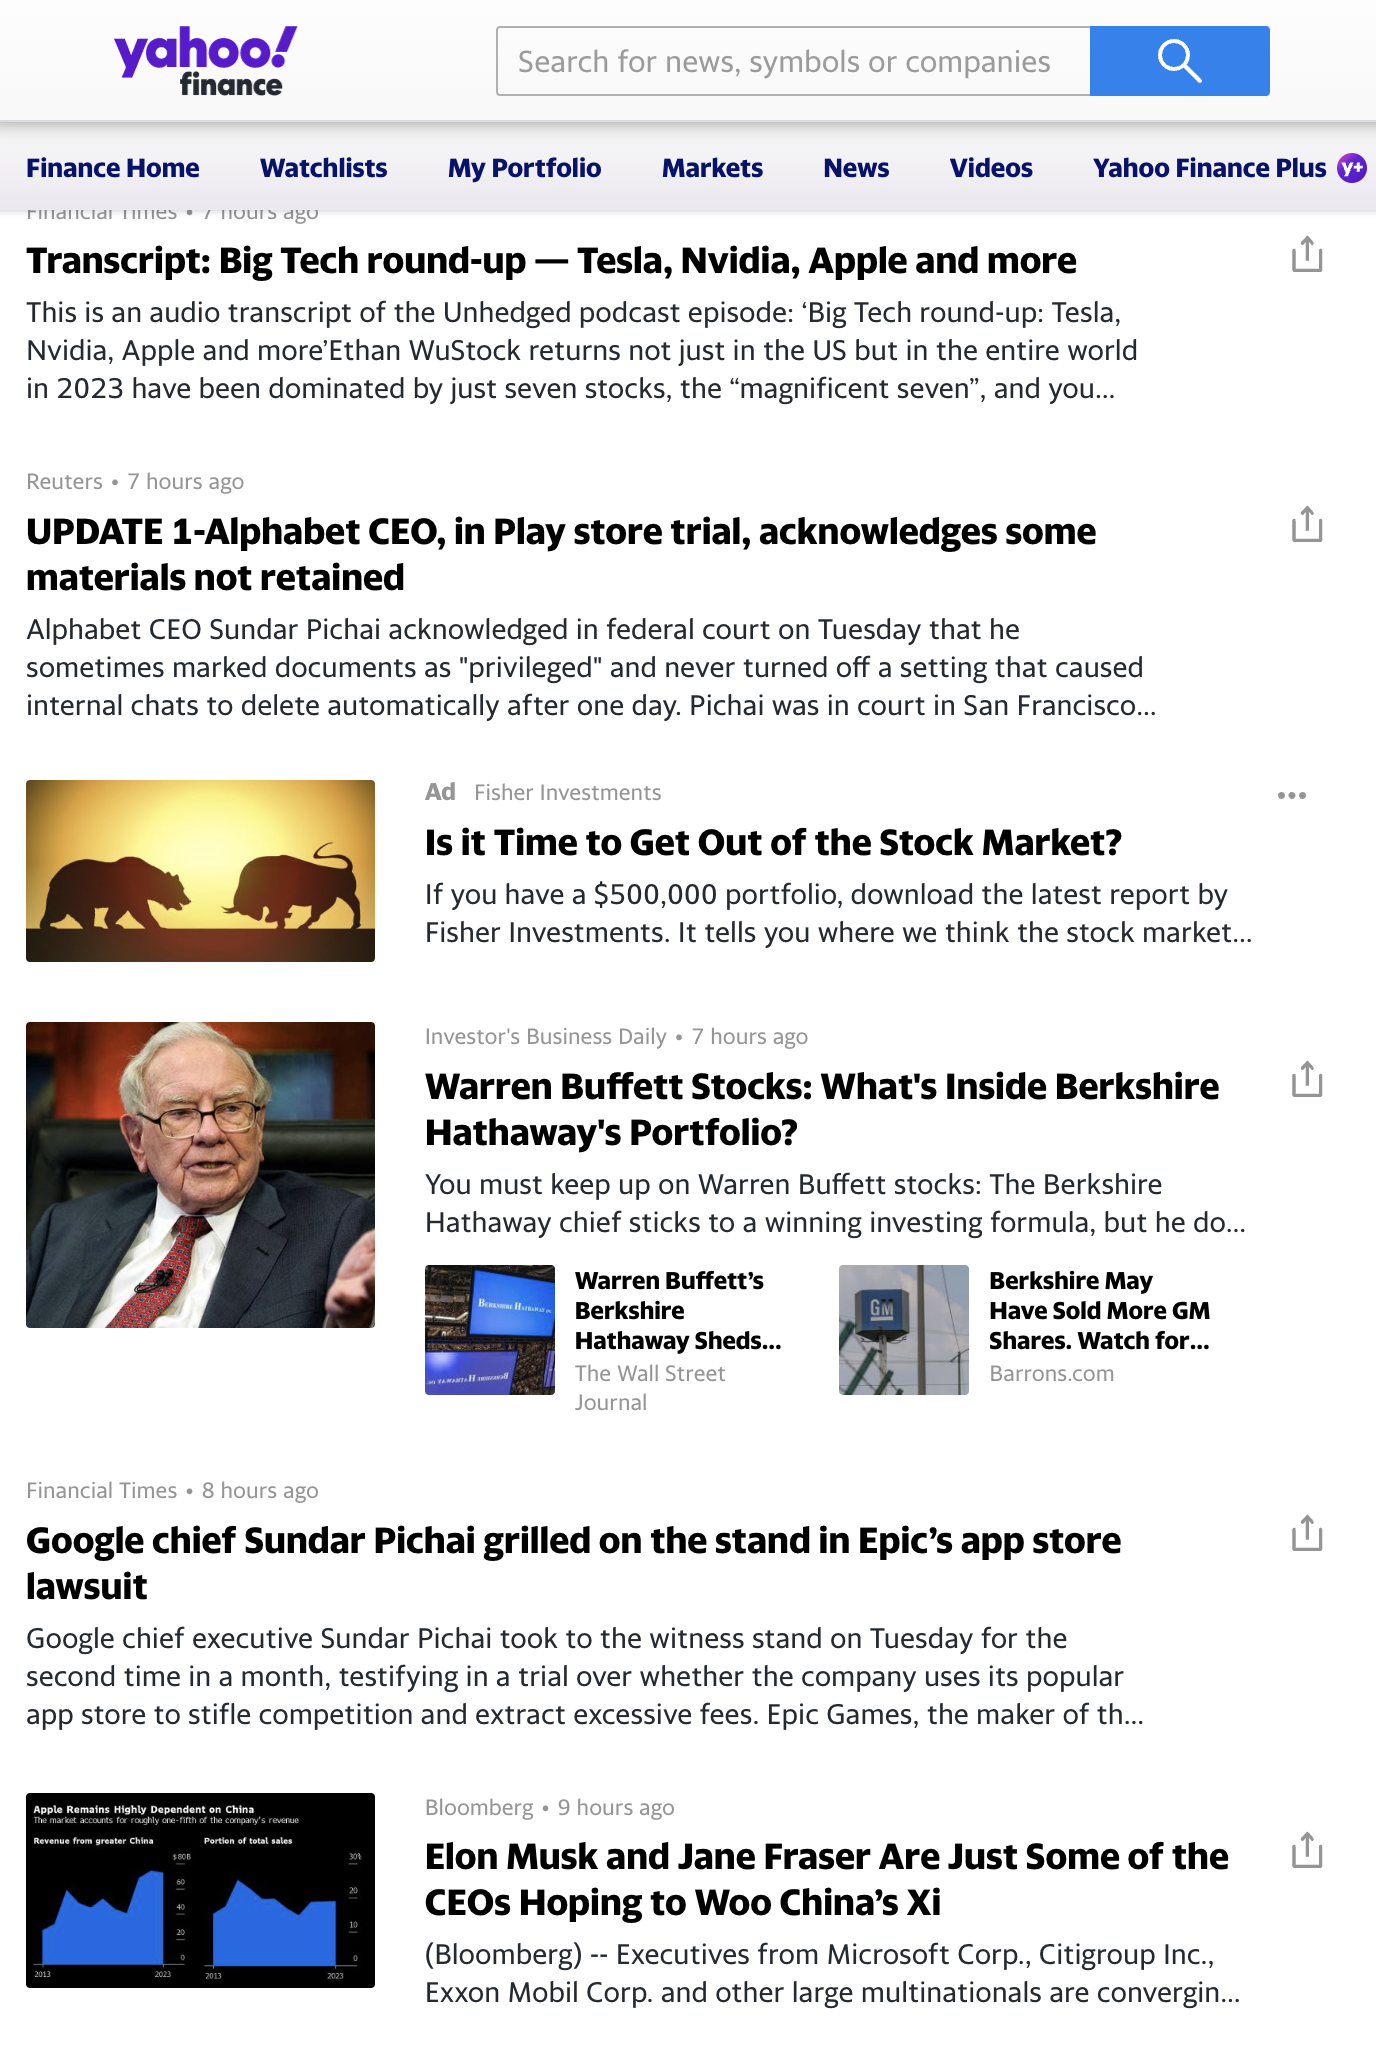 yahoo!
finance
Search for news, symbols or companies
Finance Home Watchlists My Portfolio Markets News Videos Yahoo Finance Plus y+
Financial Times • 7 hours ago
Transcript: Big Tech round-up — Tesla, Nvidia, Apple and more
This is an audio transcript of the Unhedged podcast episode: ‘Big Tech round-up: Tesla,
Nvidia, Apple and more’Ethan WuStock returns not just in the US but in the entire world
in 2023 have been dominated by just seven stocks, the “magnificent seven”, and you...
Reuters • 7 hours ago
UPDATE 1-Alphabet CEO, in Play store trial, acknowledges some
materials not retained
Alphabet CEO Sundar Pichai acknowledged in federal court on Tuesday that he
sometimes marked documents as "privileged" and never turned off a setting that caused
internal chats to delete automatically after one day. Pichai was in court in San Francisco...
Ad Fisher Investments
Is it Time to Get Out of the Stock Market?
If you have a $500,000 portfolio, download the latest report by
Fisher Investments. It tells you where we think the stock market...
Investor's Business Daily • 7 hours ago
Warren Buffett Stocks: What's Inside Berkshire
Hathaway's Portfolio?
You must keep up on Warren Buffett stocks: The Berkshire
Hathaway chief sticks to a winning investing formula, but he do...
BERKSHIRE HATHAWAY INC.
BERKSHIRE HATHAWAY INC.
Warren Buffett’s
Berkshire
Hathaway Sheds...
The Wall Street
Journal
GM
Berkshire May
Have Sold More GM
Shares. Watch for...
Barrons.com
Financial Times • 8 hours ago
Google chief Sundar Pichai grilled on the stand in Epic’s app store
lawsuit
Google chief executive Sundar Pichai took to the witness stand on Tuesday for the
second time in a month, testifying in a trial over whether the company uses its popular
app store to stifle competition and extract excessive fees. Epic Games, the maker of th...
Apple Remains Highly Dependent on China
The market accounts for roughly one-fifth of the company's revenue
Revenue from greater China
$80B
60
40
20
0
2013 2023
Portion of total sales
30%
20
10
0
2013 2023
Bloomberg • 9 hours ago
Elon Musk and Jane Fraser Are Just Some of the
CEOs Hoping to Woo China’s Xi
(Bloomberg) -- Executives from Microsoft Corp., Citigroup Inc.,
Exxon Mobil Corp. and other large multinationals are convergin...